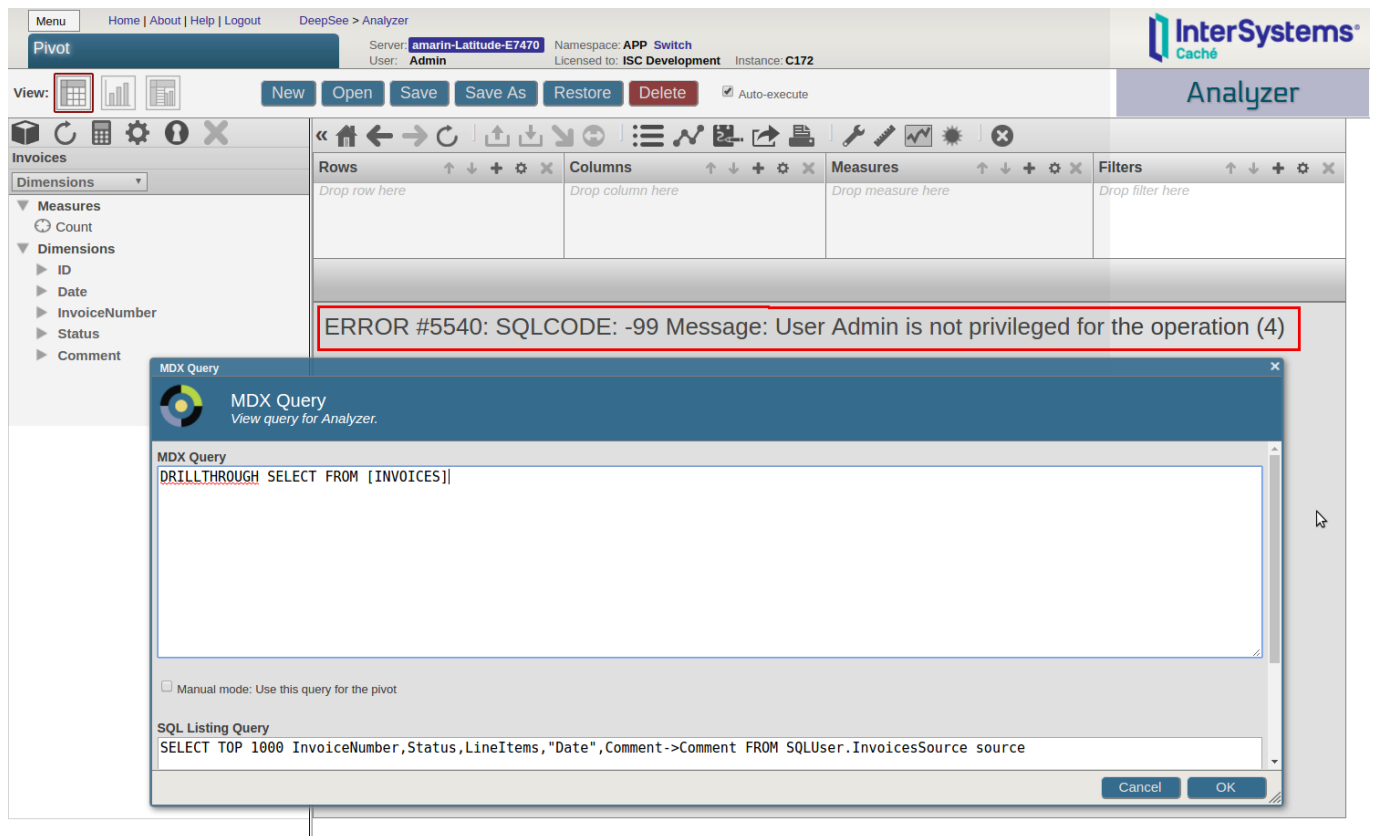 Menu Home | About | Help | Logout DeepSee > Analyzer
Pivot
Server: amarin-Latitude-E7470 Namespace: APP Switch
User: Admin Licensed to: ISC Development Instance: C172
InterSystems®
Caché
View: New Open Save Save As Restore Delete Auto-execute
Analyzer
Invoices
Dimensions
Measures
Count
Dimensions
ID
Date
InvoiceNumber
Status
Comment
Rows Columns Measures Filters
Drop row here Drop column here Drop measure here Drop filter here
ERROR #5540: SQLCODE: -99 Message: User Admin is not privileged for the operation (4)
MDX Query
MDX Query
View query for Analyzer.
MDX Query
DRILLTHROUGH SELECT FROM [INVOICES]
Manual mode: Use this query for the pivot
SQL Listing Query
SELECT TOP 1000 InvoiceNumber,Status,LineItems,"Date",Comment->Comment FROM SQLUser.InvoicesSource source
Cancel OK